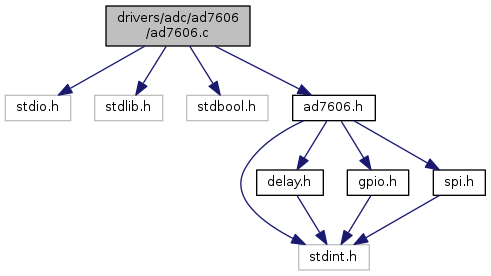 drivers/adc/ad7606
/ad7606.c
stdio.h
stdlib.h
stdbool.h
ad7606.h
delay.h
gpio.h
spi.h
stdint.h